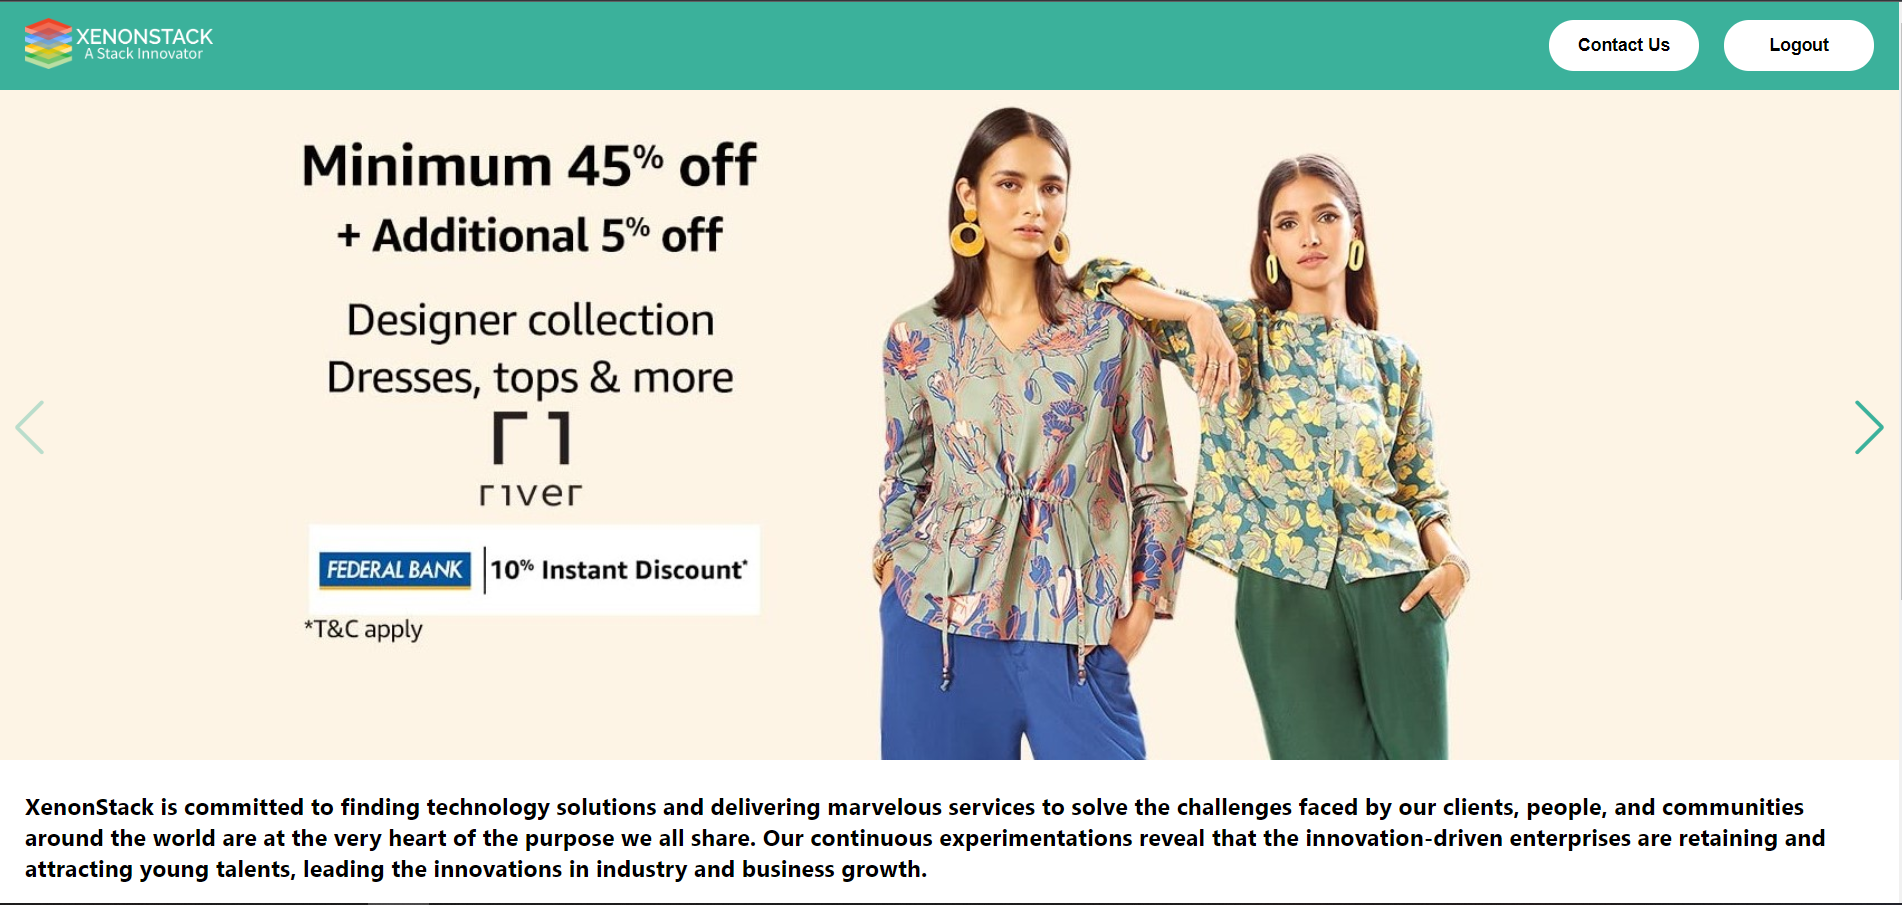 XENONSTACK
A Stack Innovator
Contact Us
Logout
Minimum 45% off
+ Additional 5% off
Designer collection
Dresses, tops & more
river
FEDERAL BANK | 10% Instant Discount*
*T&C apply
XenonStack is committed to finding technology solutions and delivering marvelous services to solve the challenges faced by our clients, people, and communities
around the world are at the very heart of the purpose we all share. Our continuous experimentations reveal that the innovation-driven enterprises are retaining and
attracting young talents, leading the innovations in industry and business growth.